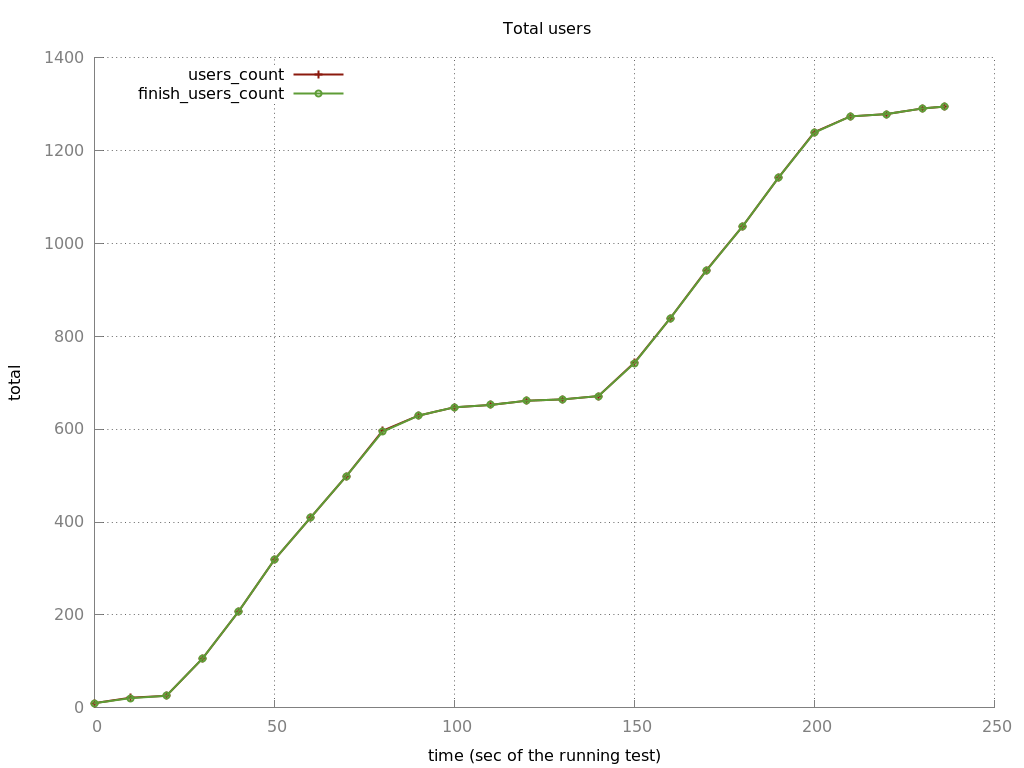 Total users
users_count
finish_users_count
1400
1200
1000
800
600
400
200
0
0 50 100 150 200 250
total
time (sec of the running test)